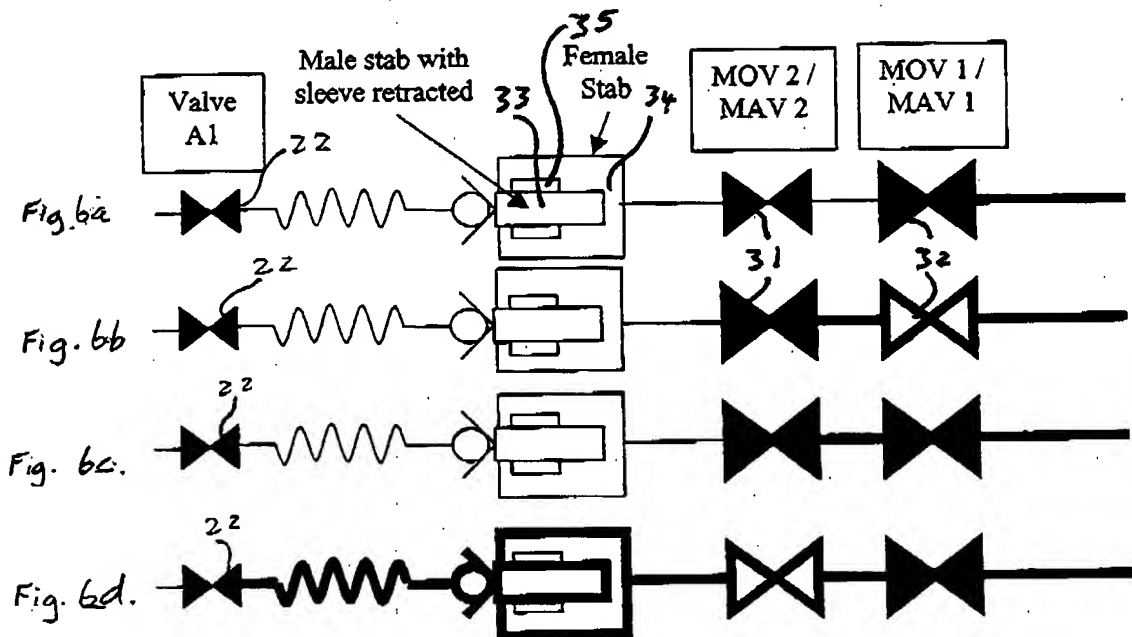 35
Male stab with
sleeve retracted
Female
Stab
33
34
Valve
A1
MOV 2 /
MAV 2
MOV 1 /
MAV 1
22
Fig. 6a
31
32
22
Fig. 6b
22
Fig. 6c.
22
Fig. 6d.